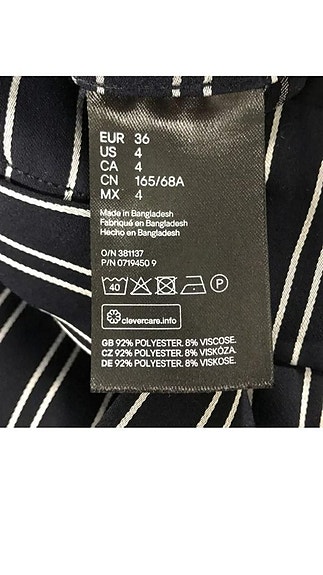 EUR 36
US 4
CA 4
CN 165/68A
MX 4
Made in Bangladesh
Fabriqué en Bangladesh
Hecho en Bangladesh
O/N 381137
P/N 0719450 9
40 P
clevercare.info
GB 92% POLYESTER. 8% VISCOSE.
CZ 92% POLYESTER. 8% VISKÓZA.
DE 92% POLYESTER. 8% VISKOSE.